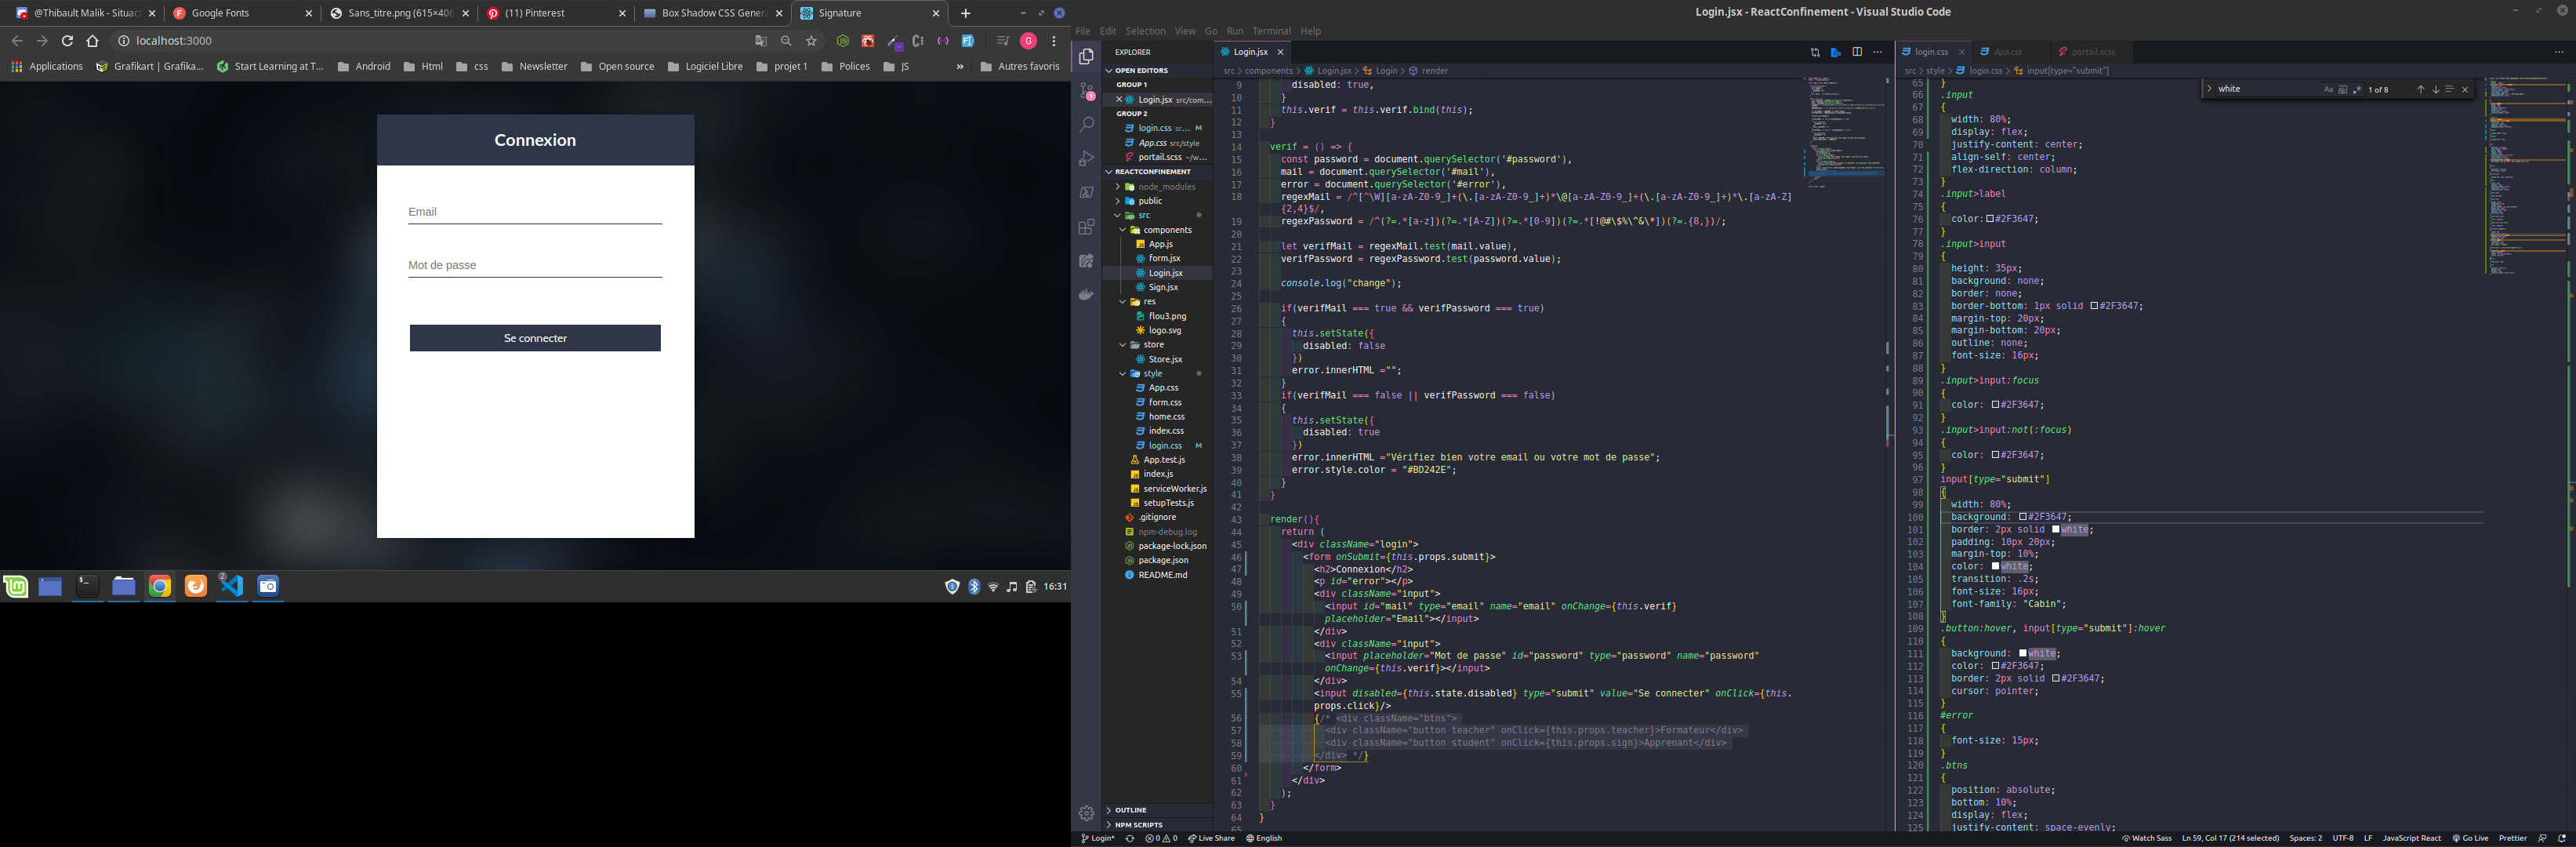 @Thibault Malik - Situac
Google Fonts
Sans_titre.png (615×406
(11) Pinterest
Box Shadow CSS Genera
Signature
localhost:3000
Applications
Grafikart | Grafika...
Start Learning at T...
Android
Html
css
Newsletter
Open source
Logiciel Libre
projet 1
Polices
JS
»
Autres favoris
Connexion
Email
Mot de passe
Se connecter
16:31
Login.jsx - ReactConfinement - Visual Studio Code
File Edit Selection View Go Run Terminal Help
EXPLORER
OPEN EDITORS
GROUP 1
Login.jsx src/com...
GROUP 2
login.css sr... M
App.css src/style
portail.scss ~/w...
REACTCONFINEMENT
node_modules
public
src
components
App.js
form.jsx
Login.jsx
Sign.jsx
res
flou3.png
logo.svg
store
Store.jsx
style
App.css
form.css
home.css
index.css
login.css M
App.test.js
index.js
serviceWorker.js
setupTests.js
.gitignore
npm-debug.log
package-lock.json
package.json
README.md
OUTLINE
NPM SCRIPTS
Login.jsx
src > components > Login.jsx > Login > render
9 disabled: true,
10 }
11 this.verif = this.verif.bind(this);
12 }
13
14 verif = () => {
15 const password = document.querySelector('#password'),
16 mail = document.querySelector('#mail'),
17 error = document.querySelector('#error'),
18 regexMail = /^[^\W][a-zA-Z0-9_]+(\.[a-zA-Z0-9_]+)*\@[a-zA-Z0-9_]+(\.[a-zA-Z0-9_]+)*\.[a-zA-Z]
{2,4}$/,
19 regexPassword = /^(?=.*[a-z])(?=.*[A-Z])(?=.*[0-9])(?=.*[!@#\$%\^&\*])(?=.{8,})/;
20
21 let verifMail = regexMail.test(mail.value),
22 verifPassword = regexPassword.test(password.value);
23
24 console.log("change");
25
26 if(verifMail === true && verifPassword === true)
27 {
28 this.setState({
29 disabled: false
30 })
31 error.innerHTML ="";
32 }
33 if(verifMail === false || verifPassword === false)
34 {
35 this.setState({
36 disabled: true
37 })
38 error.innerHTML ="Vérifiez bien votre email ou votre mot de passe";
39 error.style.color = "#BD242E";
40 }
41 }
42
43 render(){
44 return (
45 <div className="login">
46 <form onSubmit={this.props.submit}>
47 <h2>Connexion</h2>
48 <p id="error"></p>
49 <div className="input">
50 <input id="mail" type="email" name="email" onChange={this.verif}
placeholder="Email"></input>
51 </div>
52 <div className="input">
53 <input placeholder="Mot de passe" id="password" type="password" name="password"
onChange={this.verif}></input>
54 </div>
55 <input disabled={this.state.disabled} type="submit" value="Se connecter" onClick={this.
props.click}/>
56 {/* <div className="btns">
57 <div className="button teacher" onClick={this.props.teacher}>Formateur</div>
58 <div className="button student" onClick={this.props.sign}>Apprenant</div>
59 </div> */}
60 </form>
61 </div>
62 );
63 }
64 }
65
login.css
App.css
portail.scss
src > style > login.css > input[type="submit"]
white
1 of 8
65 }
66 .input
67 {
68 width: 80%;
69 display: flex;
70 justify-content: center;
71 align-self: center;
72 flex-direction: column;
73 }
74 .input>label
75 {
76 color:#2F3647;
77 }
78 .input>input
79 {
80 height: 35px;
81 background: none;
82 border: none;
83 border-bottom: 1px solid #2F3647;
84 margin-top: 20px;
85 margin-bottom: 20px;
86 outline: none;
87 font-size: 16px;
88 }
89 .input>input:focus
90 {
91 color: #2F3647;
92 }
93 .input>input:not(:focus)
94 {
95 color: #2F3647;
96 }
97 input[type="submit"]
98 {
99 width: 80%;
100 background: #2F3647;
101 border: 2px solid white;
102 padding: 10px 20px;
103 margin-top: 10%;
104 color: white;
105 transition: .2s;
106 font-size: 16px;
107 font-family: "Cabin";
108 }
109 .button:hover, input[type="submit"]:hover
110 {
111 background: white;
112 color: #2F3647;
113 border: 2px solid #2F3647;
114 cursor: pointer;
115 }
116 #error
117 {
118 font-size: 15px;
119 }
120 .btns
121 {
122 position: absolute;
123 bottom: 10%;
124 display: flex;
125 justify-content: space-evenly;
Login* 0 0 Live Share English
Watch Sass Ln 59, Col 17 (214 selected) Spaces: 2 UTF-8 LF JavaScript React Go Live Prettier